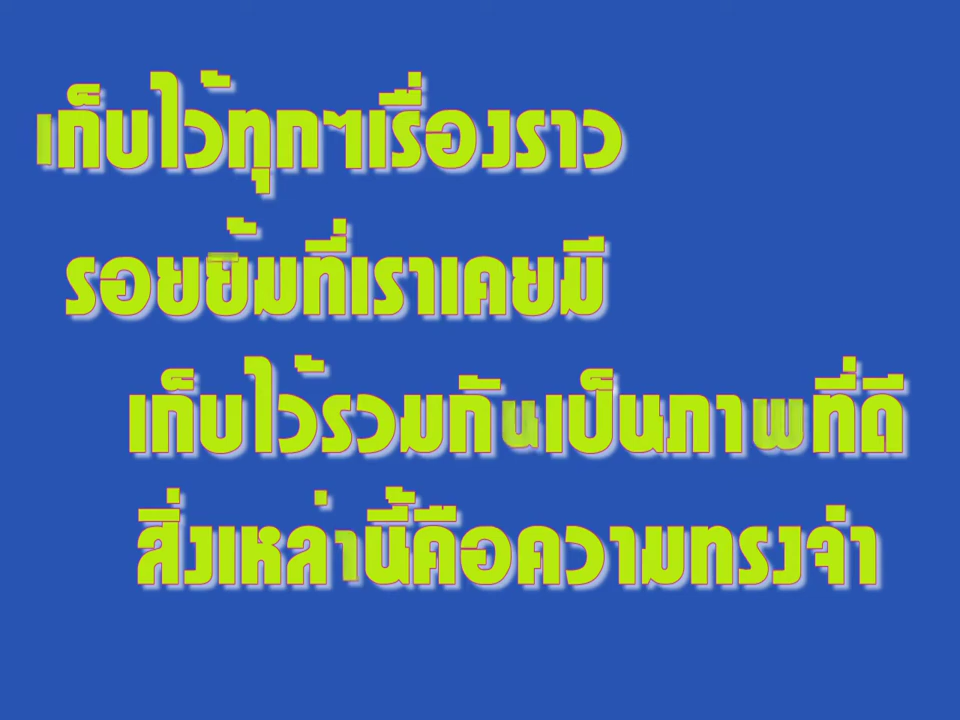 เก็บไว้ทุกๆเรื่องราว
รอยยิ้มที่เราเคยมี
เก็บไว้รวมกันเป็นภาพที่ดี
สิ่งเหล่านี้คือความทรงจำ